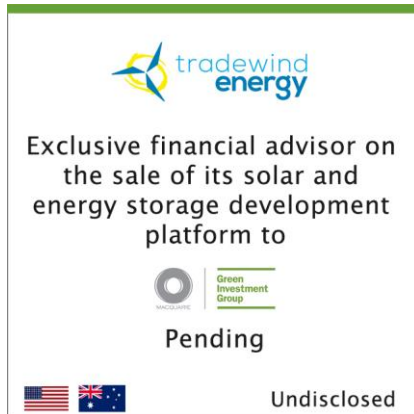 tradewind
energy
Exclusive financial advisor on
the sale of its solar and
energy storage development
platform to
MACQUARIE
Green
Investment
Group
Pending
Undisclosed